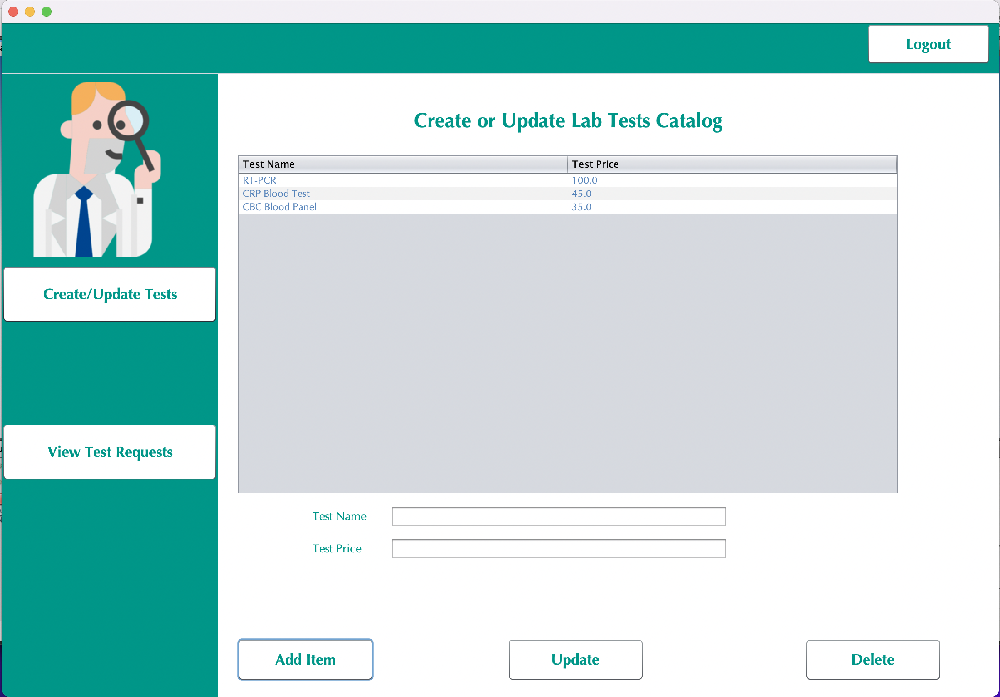 Logout
Create or Update Lab Tests Catalog
Test Name Test Price
RT-PCR 100.0
CRP Blood Test 45.0
CBC Blood Panel 35.0
Create/Update Tests
View Test Requests
Test Name
Test Price
Add Item Update Delete